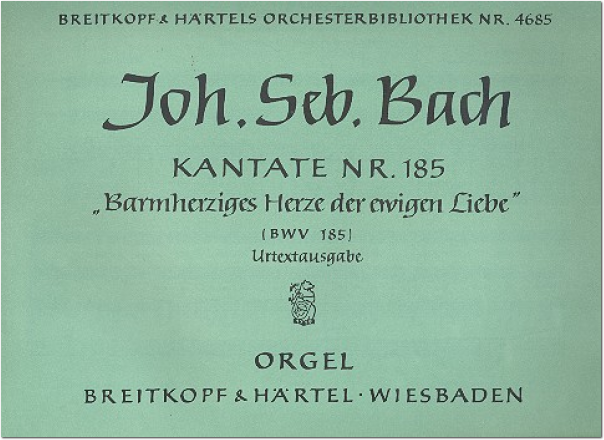 BREITKOPF & HÄRTELS ORCHESTERBIBLIOTHEK NR. 4685
Joh. Seb. Bach
KANTATE NR. 185
„Barmherziges Herze der ewigen Liebe“
(BWV 185)
Urtextausgabe
ORGEL
BREITKOPF & HÄRTEL · WIESBADEN